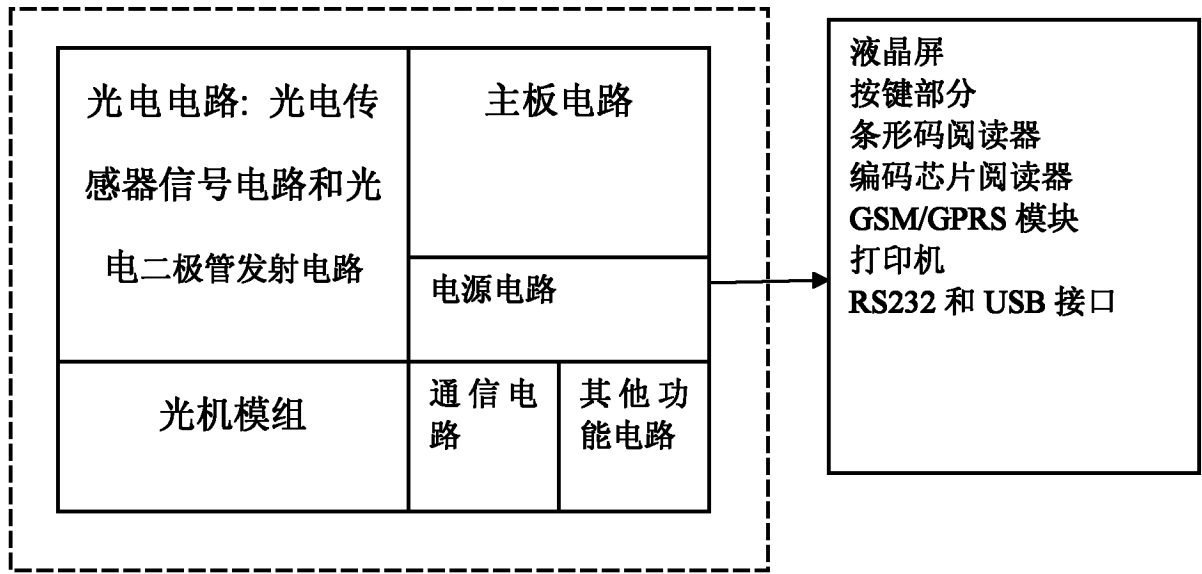 光电电路: 光电传
感器信号电路和光
电二极管发射电路
主板电路
电源电路
光机模组
通信电
路
其他功
能电路
液晶屏
按键部分
条形码阅读器
编码芯片阅读器
GSM/GPRS 模块
打印机
RS232 和 USB 接口